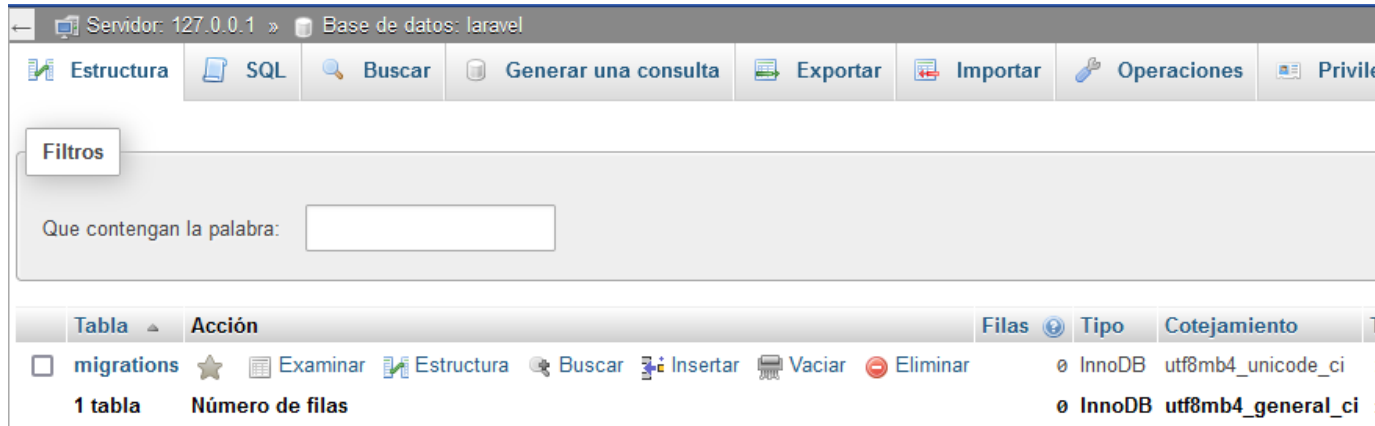 ← Servidor: 127.0.0.1 » Base de datos: laravel
Estructura SQL Buscar Generar una consulta Exportar Importar Operaciones Privile
Filtros
Que contengan la palabra:
Tabla Acción Filas Tipo Cotejamiento
migrations Examinar Estructura Buscar Insertar Vaciar Eliminar 0 InnoDB utf8mb4_unicode_ci
1 tabla Número de filas 0 InnoDB utf8mb4_general_ci